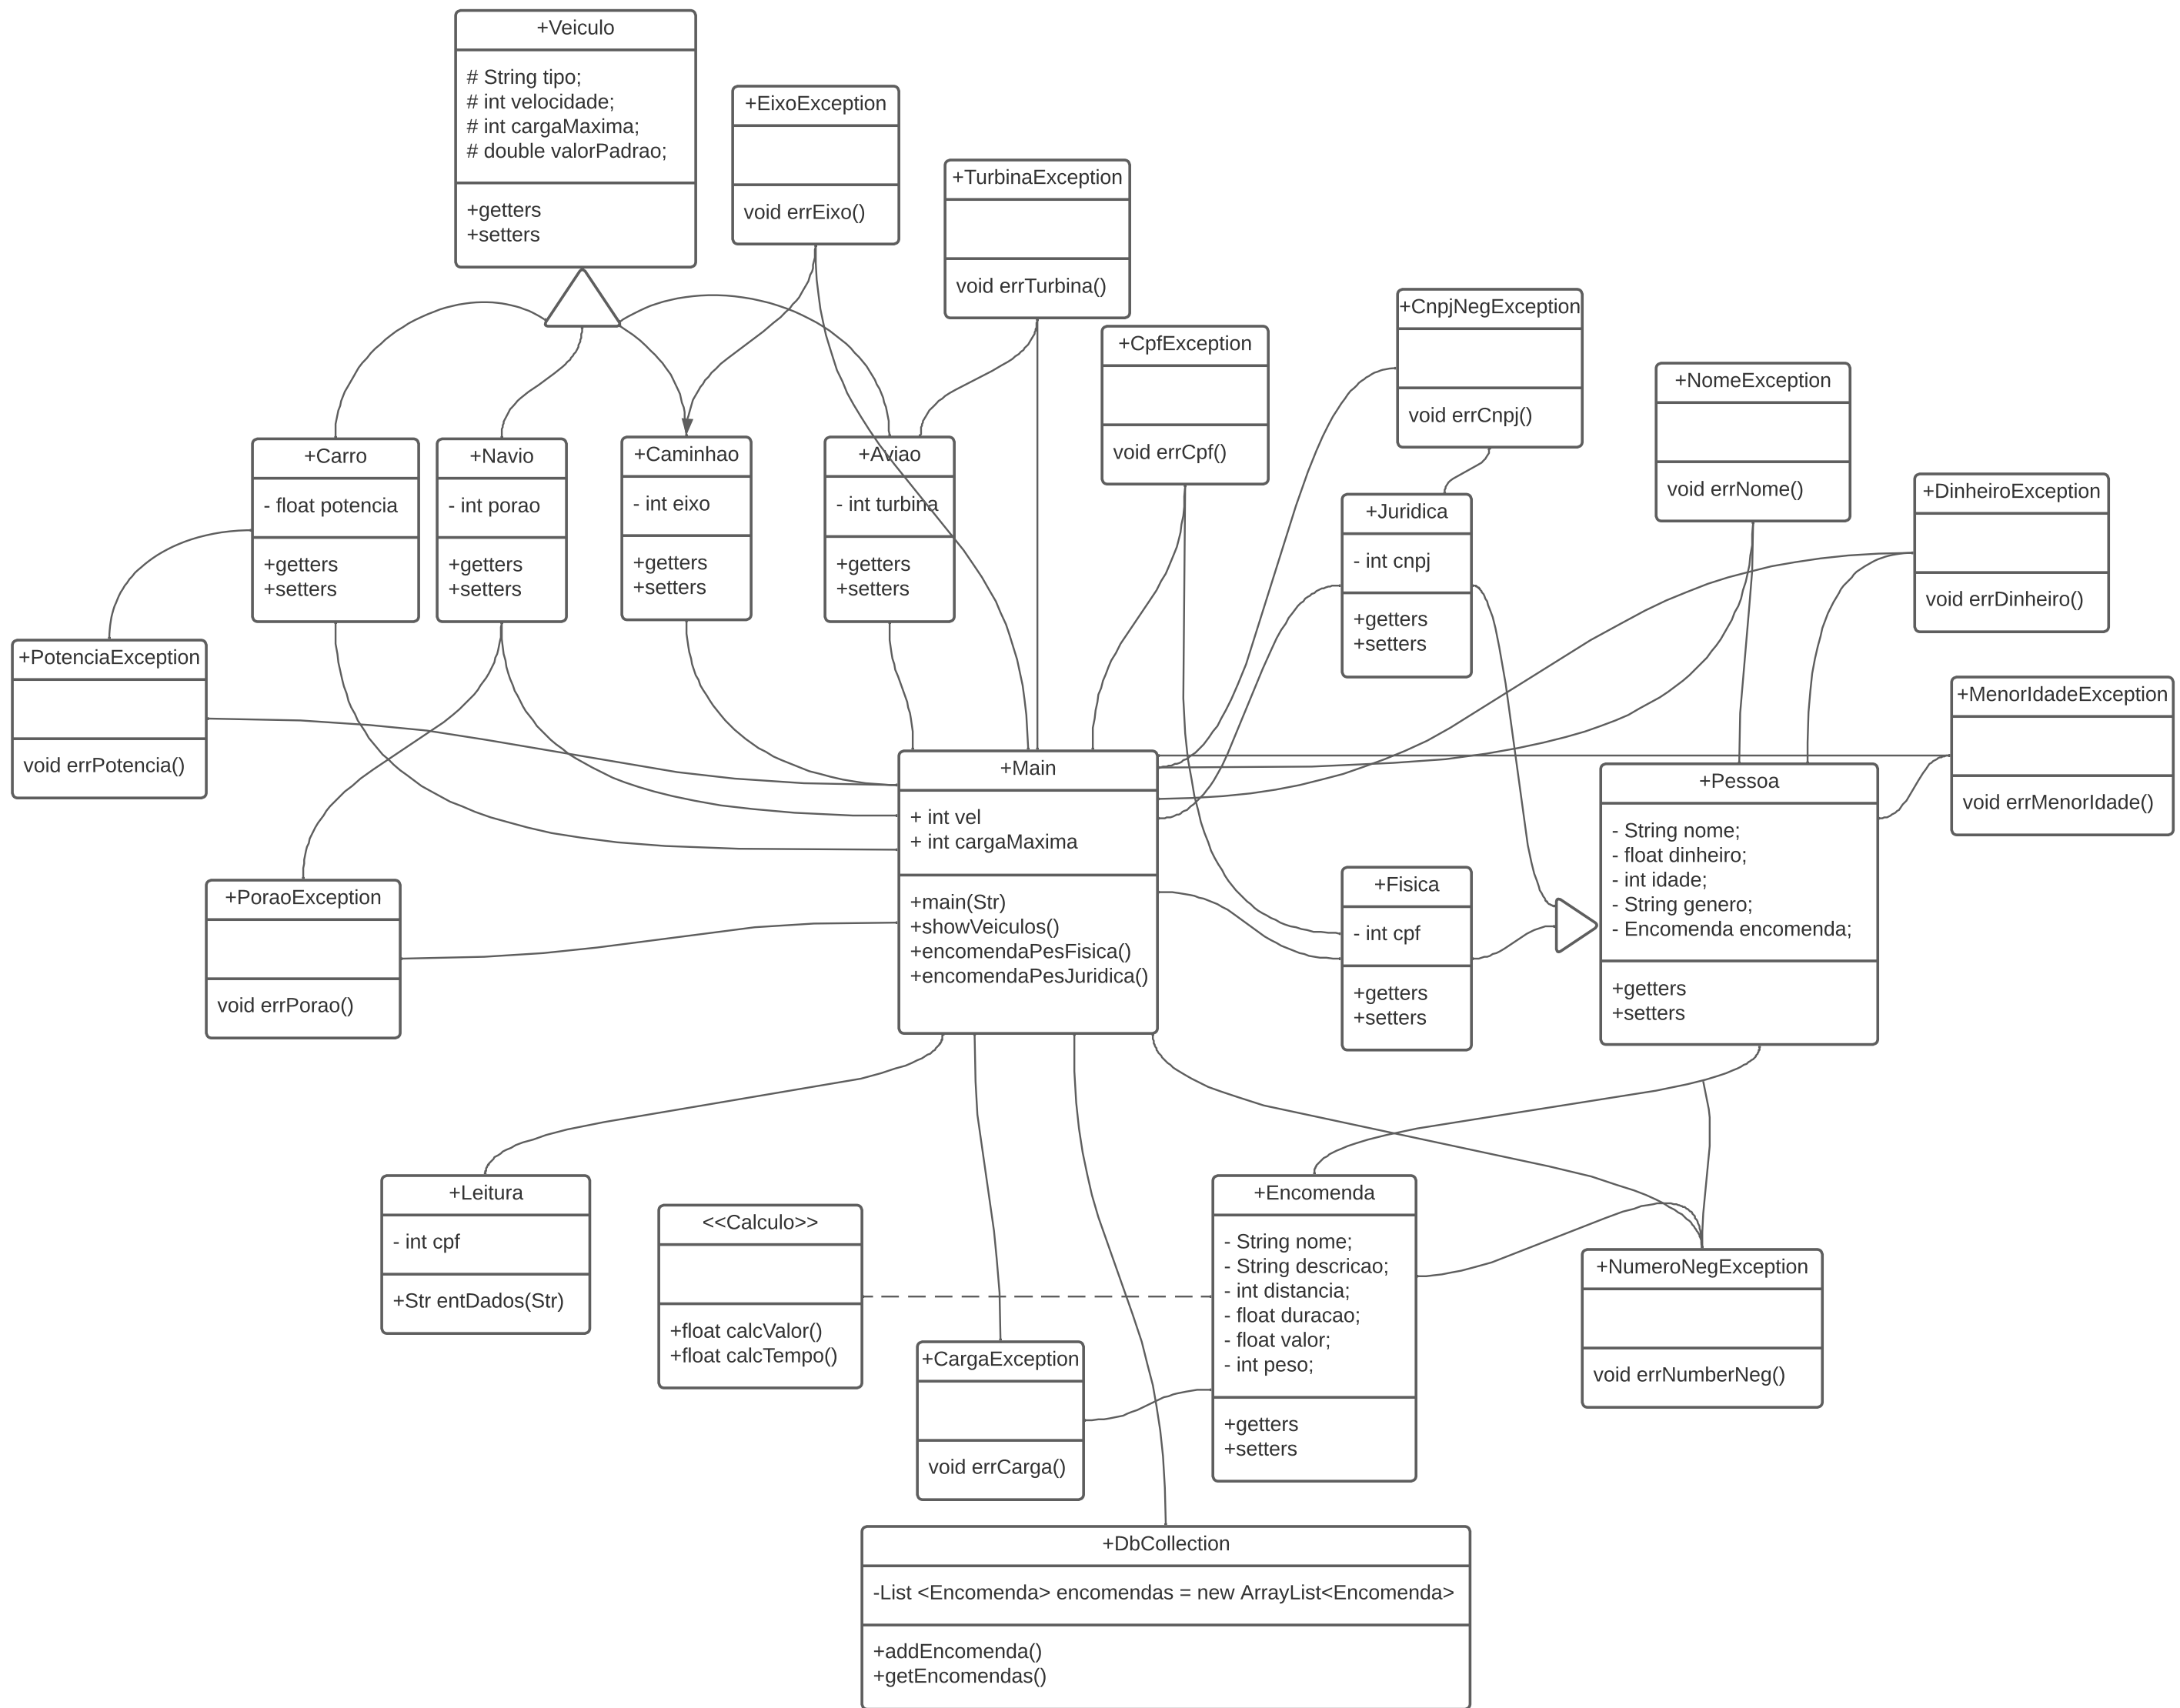 +Veiculo
# String tipo;
# int velocidade;
# int cargaMaxima;
# double valorPadrao;
+getters
+setters
+EixoException
void errEixo()
+TurbinaException
void errTurbina()
+CpfException
void errCpf()
+CnpjNegException
void errCnpj()
+NomeException
void errNome()
+DinheiroException
void errDinheiro()
+Carro
- float potencia
+getters
+setters
+Navio
- int porao
+getters
+setters
+Caminhao
- int eixo
+getters
+setters
+Aviao
- int turbina
+getters
+setters
+Juridica
- int cnpj
+getters
+setters
+PotenciaException
void errPotencia()
+MenorIdadeException
void errMenorIdade()
+Main
+ int vel
+ int cargaMaxima
+main(Str)
+showVeiculos()
+encomendaPesFisica()
+encomendaPesJuridica()
+Pessoa
- String nome;
- float dinheiro;
- int idade;
- String genero;
- Encomenda encomenda;
+getters
+setters
+PoraoException
void errPorao()
+Fisica
- int cpf
+getters
+setters
+Leitura
- int cpf
+Str entDados(Str)
<<Calculo>>
+float calcValor()
+float calcTempo()
+Encomenda
- String nome;
- String descricao;
- int distancia;
- float duracao;
- float valor;
- int peso;
+getters
+setters
+NumeroNegException
void errNumberNeg()
+CargaException
void errCarga()
+DbCollection
-List <Encomenda> encomendas = new ArrayList<Encomenda>
+addEncomenda()
+getEncomendas()